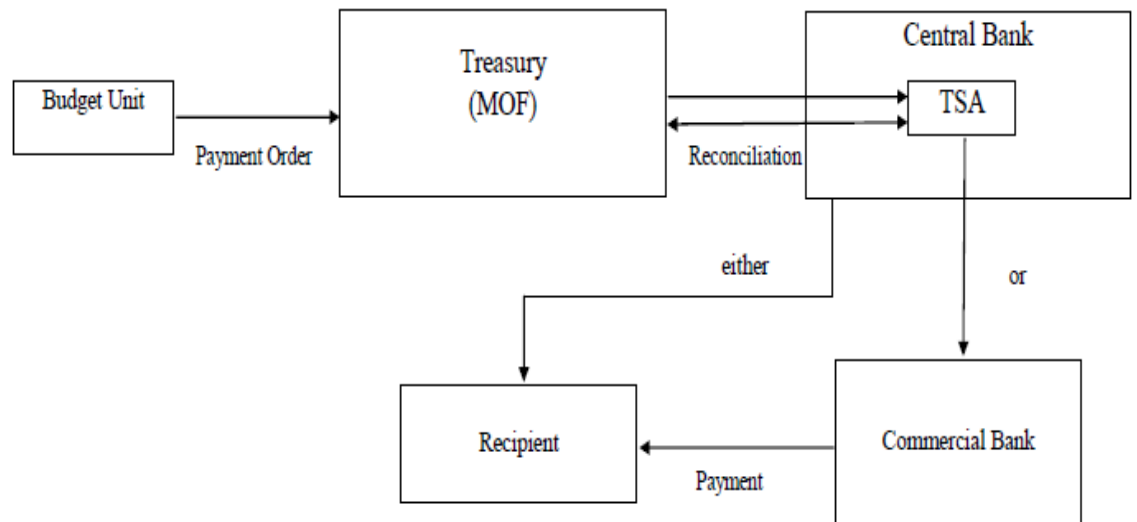 Central Bank
Treasury
(MOF)
Budget Unit
TSA
Payment Order
Reconciliation
either
or
Recipient
Commercial Bank
Payment